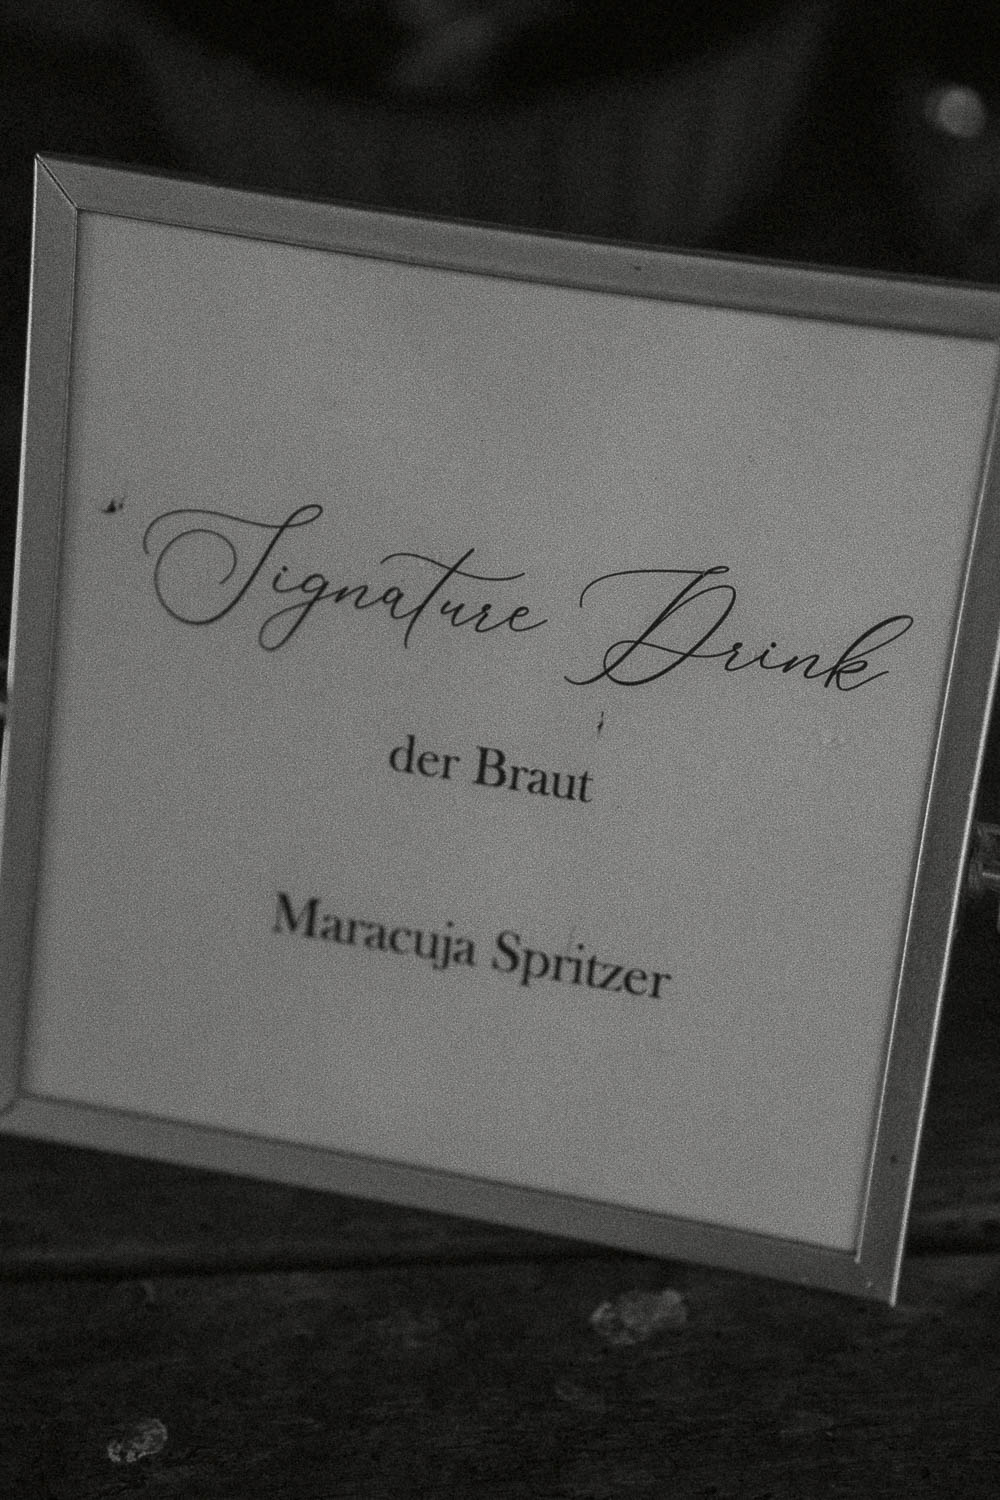 Signature Drink
der Braut
Maracuja Spritzer